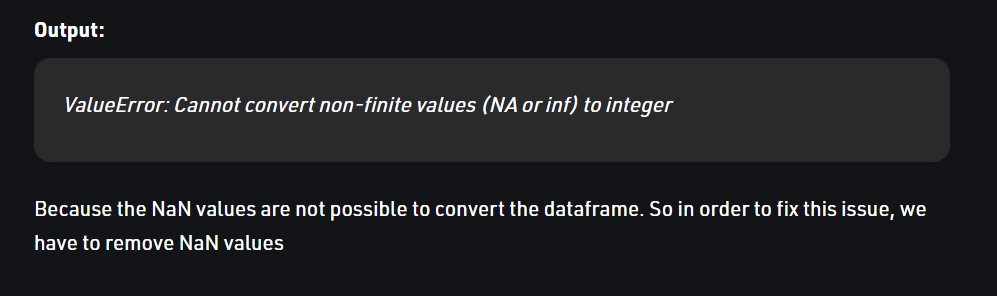 Output:
ValueError: Cannot convert non-finite values (NA or inf) to integer
Because the NaN values are not possible to convert the dataframe. So in order to fix this issue, we
have to remove NaN values